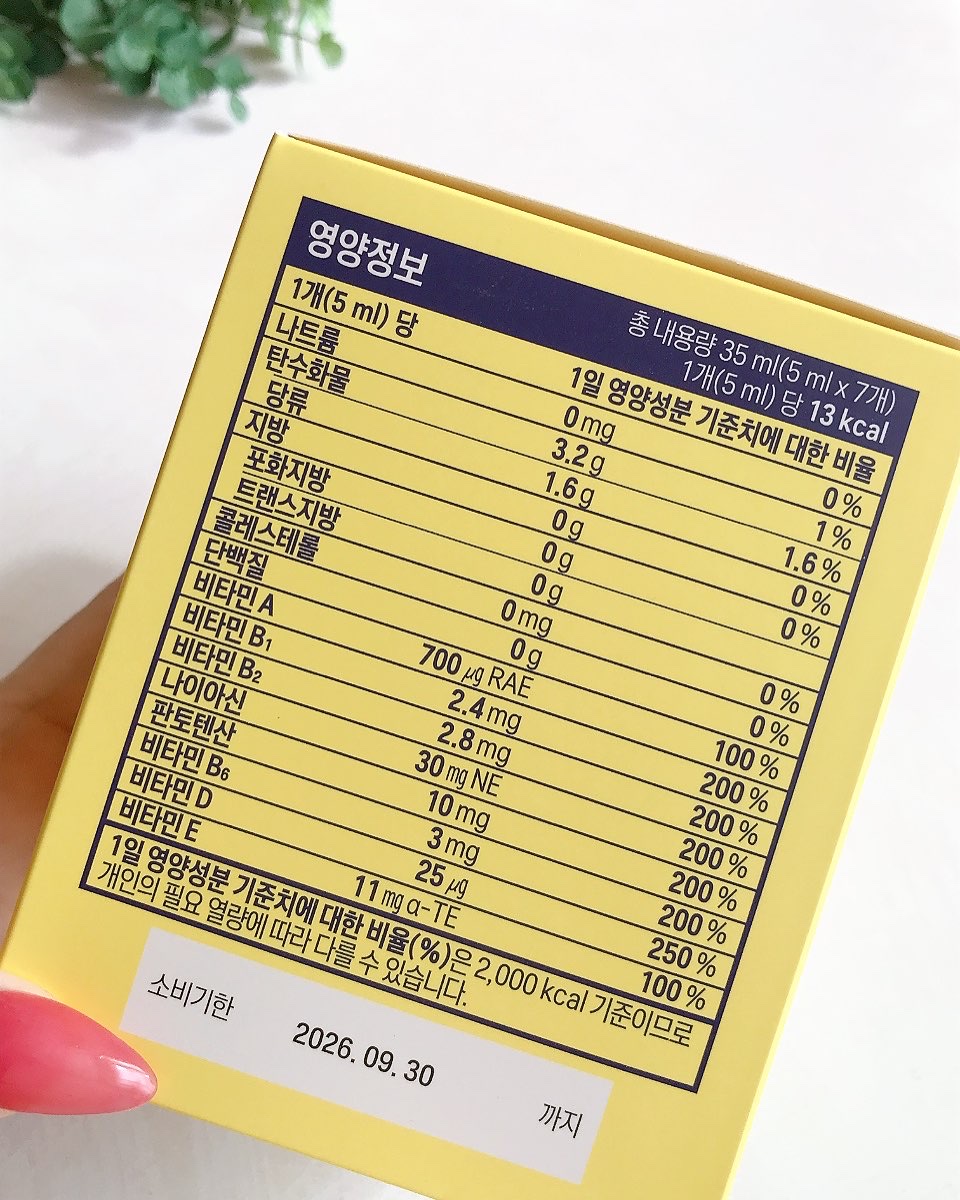 영양정보
총 내용량 35 ml(5 ml x 7개)
1개(5 ml) 당 13 kcal
1개(5 ml) 당 1일 영양성분 기준치에 대한 비율
나트륨 0 mg 0 %
탄수화물 3.2 g 1 %
당류 1.6 g 1.6 %
지방 0 g 0 %
포화지방 0 g 0 %
트랜스지방 0 g
콜레스테롤 0 mg 0 %
단백질 0 g 0 %
비타민 A 700 ㎍ RAE 100 %
비타민 B₁ 2.4 mg 200 %
비타민 B₂ 2.8 mg 200 %
나이아신 30 ㎎ NE 200 %
판토텐산 10 mg 200 %
비타민 B₆ 3 mg 200 %
비타민 D 25 ㎍ 250 %
비타민 E 11 ㎎ α-TE 100 %
1일 영양성분 기준치에 대한 비율(%)은 2,000 kcal 기준이므로
개인의 필요 열량에 따라 다를 수 있습니다.
소비기한 2026. 09. 30 까지